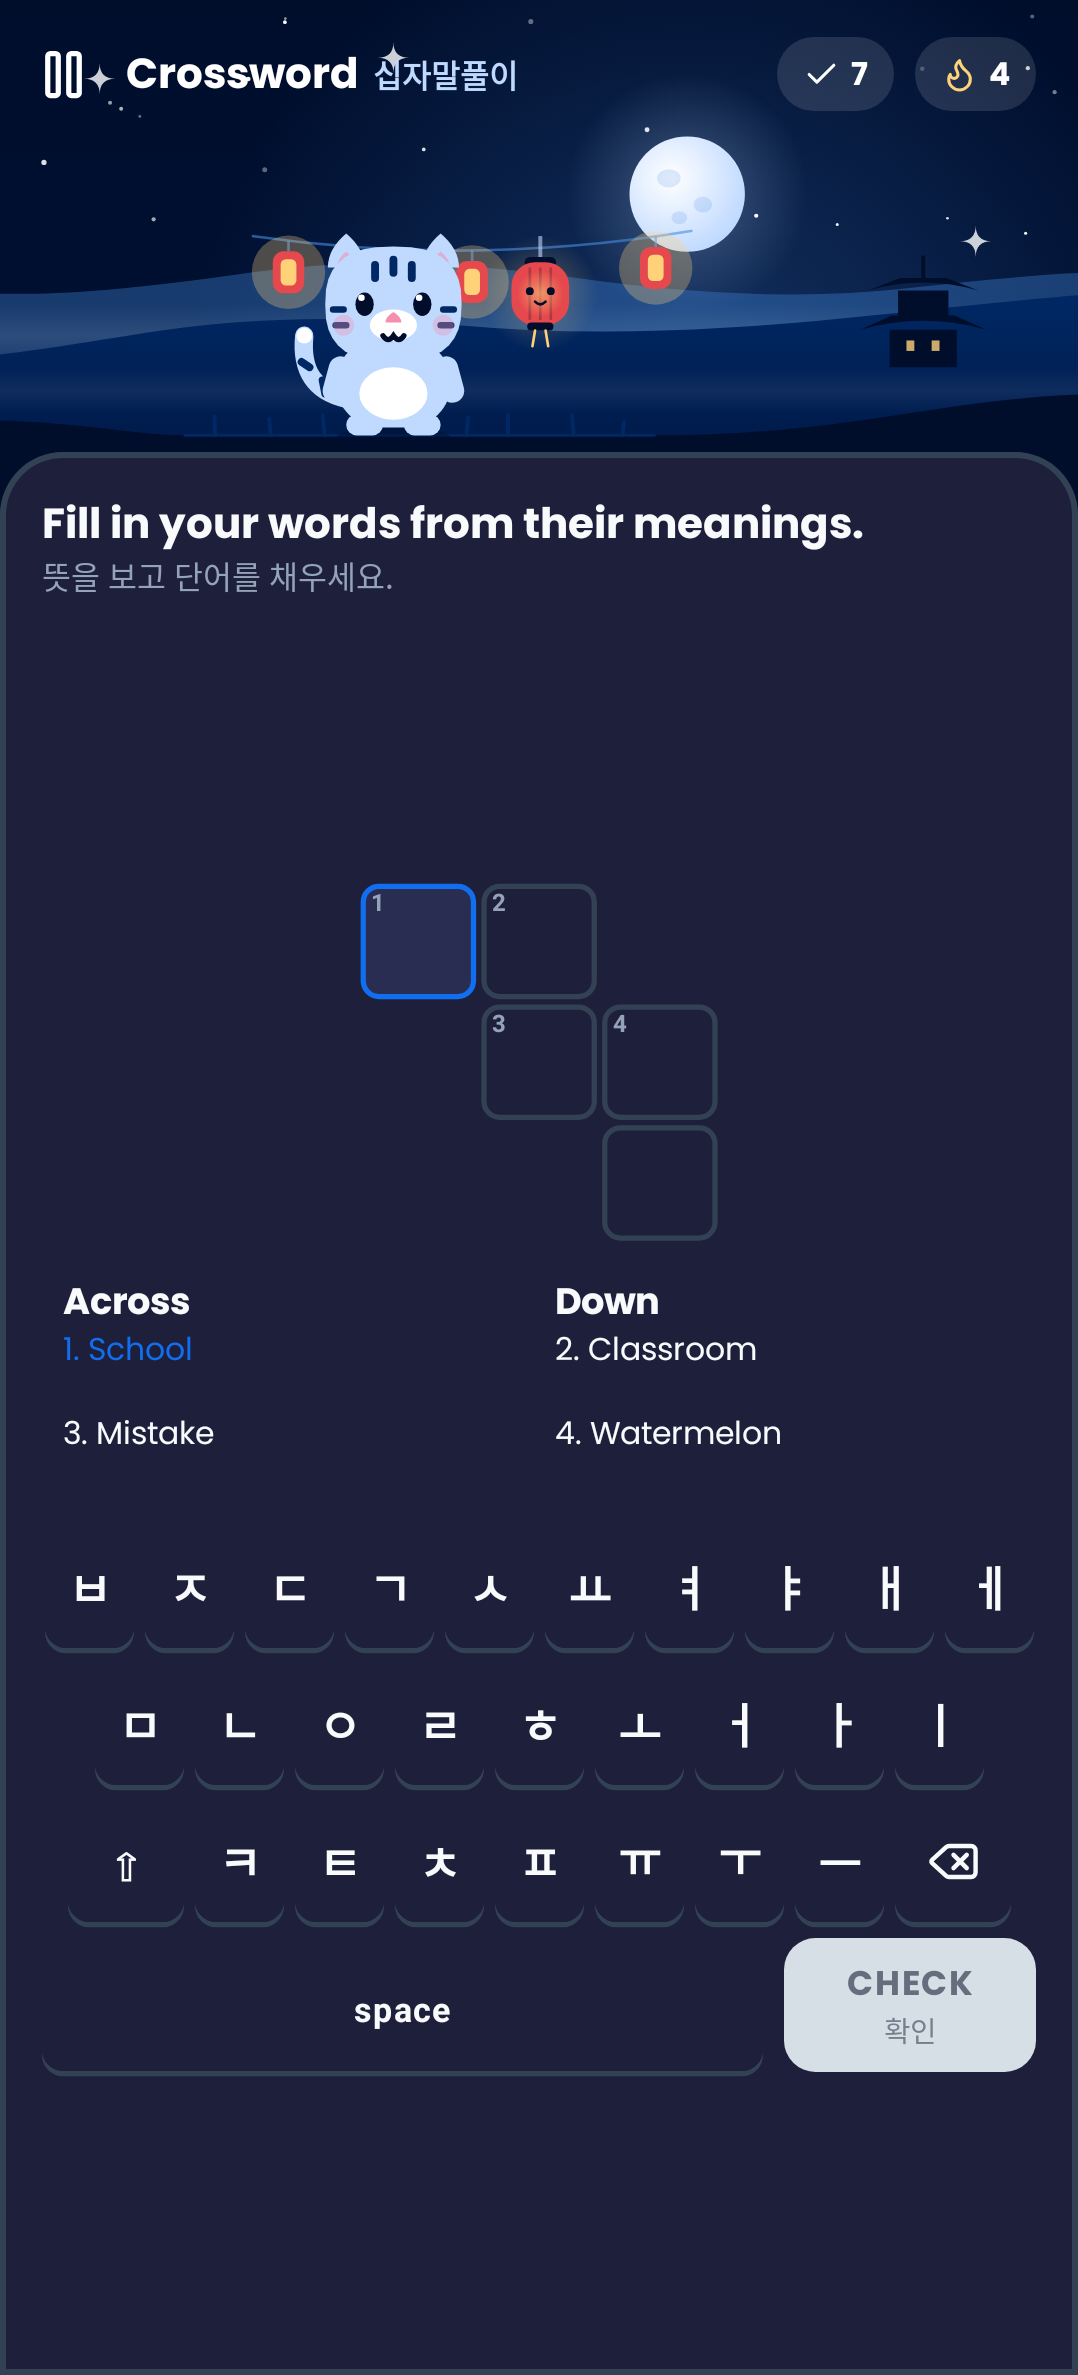 Crossword 십자말풀이 7 4
Fill in your words from their meanings.
뜻을 보고 단어를 채우세요.
1 2
3 4
Across Down
1. School 2. Classroom
3. Mistake 4. Watermelon
ㅂ ㅈ ㄷ ㄱ ㅅ ㅛ ㅕ ㅑ ㅐ ㅔ
ㅁ ㄴ ㅇ ㄹ ㅎ ㅗ ㅓ ㅏ ㅣ
⇧ ㅋ ㅌ ㅊ ㅍ ㅠ ㅜ ㅡ
space CHECK
확인